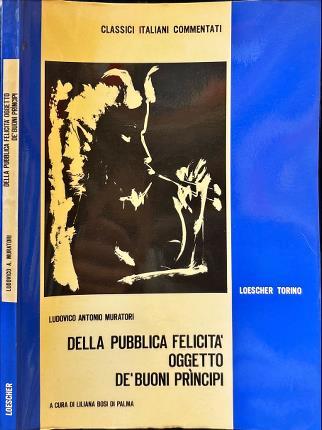 CLASSICI ITALIANI COMMENTATI
LOESCHER TORINO
LUDOVICO ANTONIO MURATORI
DELLA PUBBLICA FELICITA'
OGGETTO
DE' BUONI PRÌNCIPI
A CURA DI LILIANA BOSI DI PALMA
DELLA PUBBLICA FELICITA' OGGETTO
DE' BUONI PRÌNCIPI
LUDOVICO A. MURATORI
LOESCHER